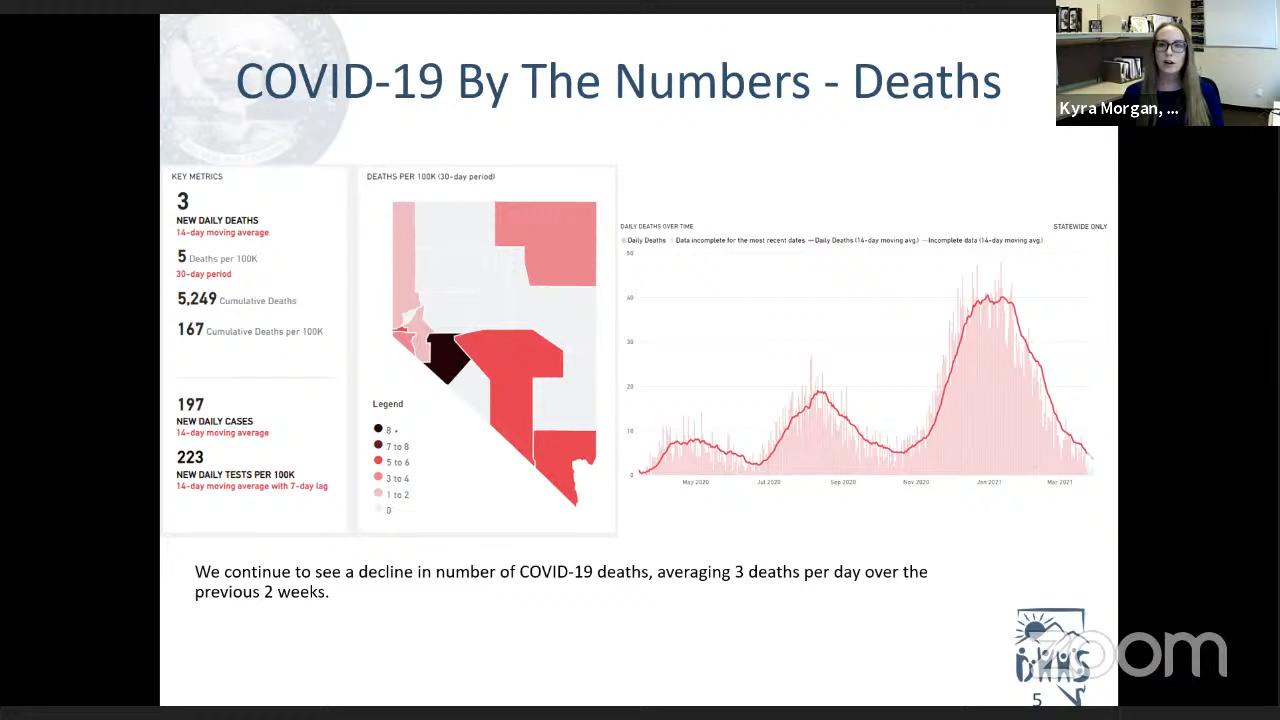 COVID-19 By The Numbers - Deaths
Kyra Morgan, ...
KEY METRICS
3
NEW DAILY DEATHS
14-day moving average
5 Deaths per 100K
30-day period
5,249 Cumulative Deaths
167 Cumulative Deaths per 100K
197
NEW DAILY CASES
14-day moving average
223
NEW DAILY TESTS PER 100K
14-day moving average with 7-day lag
DEATHS PER 100K (30-day period)
Legend
8 +
7 to 8
5 to 6
3 to 4
1 to 2
0
DAILY DEATHS OVER TIME
STATEWIDE ONLY
Daily Deaths Data incomplete for the most recent dates Daily Deaths (14-day moving avg.) Incomplete data (14-day moving avg.)
50
40
30
20
10
0
May 2020 Jul 2020 Sep 2020 Nov 2020 Jan 2021 Mar 2021
We continue to see a decline in number of COVID-19 deaths, averaging 3 deaths per day over the
previous 2 weeks.
DHHS
zoom
5